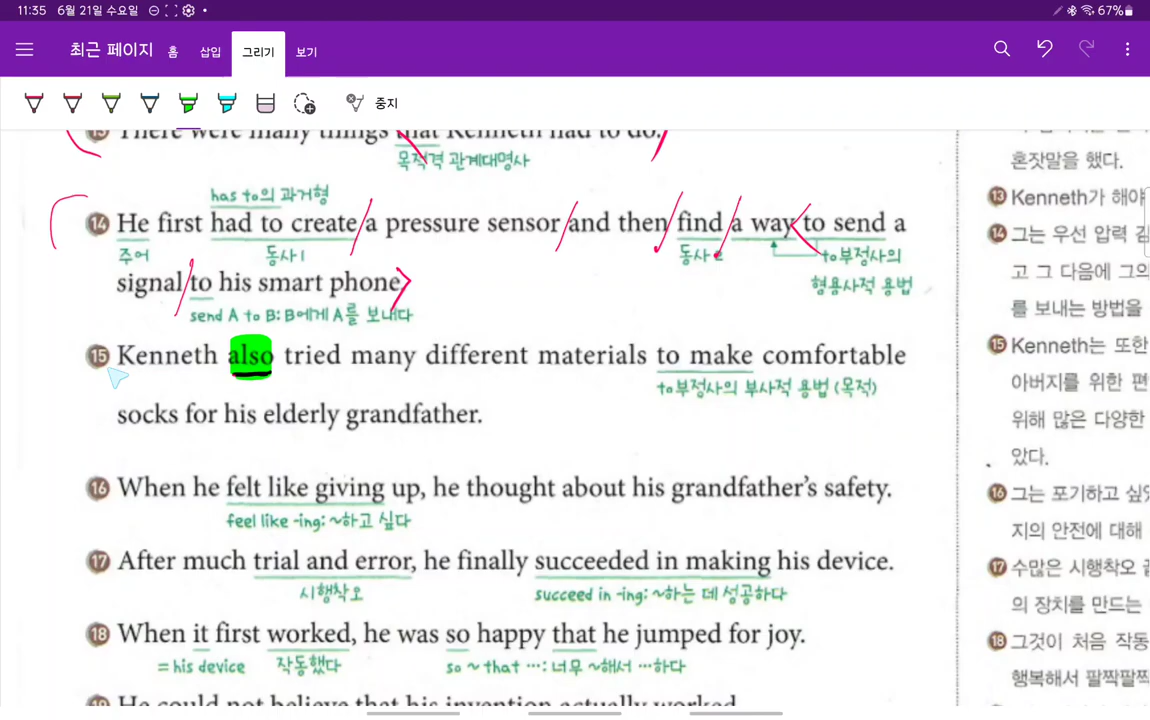 11:35 6월 21일 수요일 67%
최근 페이지 홈 삽입 그리기 보기
중지
15 There were many things that Kenneth had to do.
목적격 관계대명사
혼잣말을 했다.
has to의 과거형
13 Kenneth가 해야
14 He first had to create a pressure sensor and then find a way to send a
14 그는 우선 압력 감
주어 동사1 동사2 to부정사의
고 그 다음에 그의
signal to his smart phone.
형용사적 용법
send A to B: B에게 A를 보내다
를 보내는 방법을
15 Kenneth also tried many different materials to make comfortable
15 Kenneth는 또한
to부정사의 부사적 용법 (목적)
아버지를 위한 편
socks for his elderly grandfather.
위해 많은 다양한
았다.
16 When he felt like giving up, he thought about his grandfather's safety.
16 그는 포기하고 싶었
feel like -ing: ~하고 싶다
지의 안전에 대해
17 After much trial and error, he finally succeeded in making his device.
17 수많은 시행착오 끝
시행착오 succeed in -ing: ~하는 데 성공하다
의 장치를 만드는
18 When it first worked, he was so happy that he jumped for joy.
18 그것이 처음 작동
= his device 작동했다 so ~ that …: 너무 ~해서 …하다
행복해서 팔짝팔짝
He could not believe that his invention actually worked.